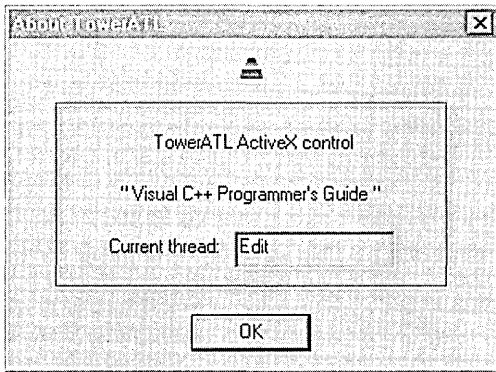 About TowerATL
TowerATL ActiveX control
" Visual C++ Programmer's Guide "
Current thread: Edit
OK